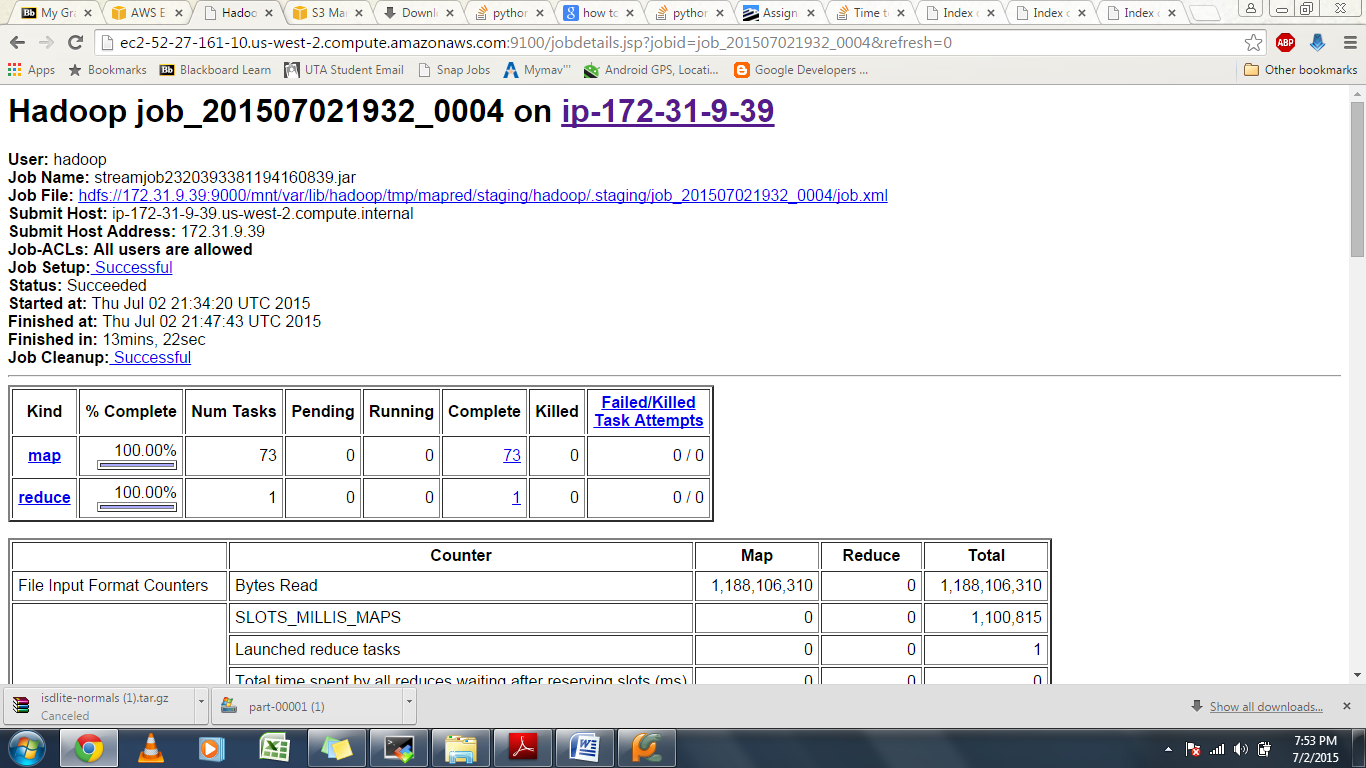 My Gra
AWS E
Hadoo
S3 Ma
Downl
python
how to
python
Assign
Time t
Index o
Index o
Index o
ec2-52-27-161-10.us-west-2.compute.amazonaws.com:9100/jobdetails.jsp?jobid=job_201507021932_0004&refresh=0
ABP
Apps Bookmarks Blackboard Learn UTA Student Email Snap Jobs Mymav''' Android GPS, Locati... Google Developers ... Other bookmarks
Hadoop job_201507021932_0004 on ip-172-31-9-39
User: hadoop
Job Name: streamjob2320393381194160839.jar
Job File: hdfs://172.31.9.39:9000/mnt/var/lib/hadoop/tmp/mapred/staging/hadoop/.staging/job_201507021932_0004/job.xml
Submit Host: ip-172-31-9-39.us-west-2.compute.internal
Submit Host Address: 172.31.9.39
Job-ACLs: All users are allowed
Job Setup: Successful
Status: Succeeded
Started at: Thu Jul 02 21:34:20 UTC 2015
Finished at: Thu Jul 02 21:47:43 UTC 2015
Finished in: 13mins, 22sec
Job Cleanup: Successful
Kind % Complete Num Tasks Pending Running Complete Killed Failed/Killed
Task Attempts
map 100.00% 73 0 0 73 0 0 / 0
reduce 100.00% 1 0 0 1 0 0 / 0
Counter Map Reduce Total
File Input Format Counters Bytes Read 1,188,106,310 0 1,188,106,310
SLOTS_MILLIS_MAPS 0 0 1,100,815
Launched reduce tasks 0 0 1
Total time spent by all reduces waiting after reserving slots (ms) 0 0 0
isdlite-normals (1).tar.gz
Canceled
part-00001 (1)
Show all downloads...
7:53 PM
7/2/2015